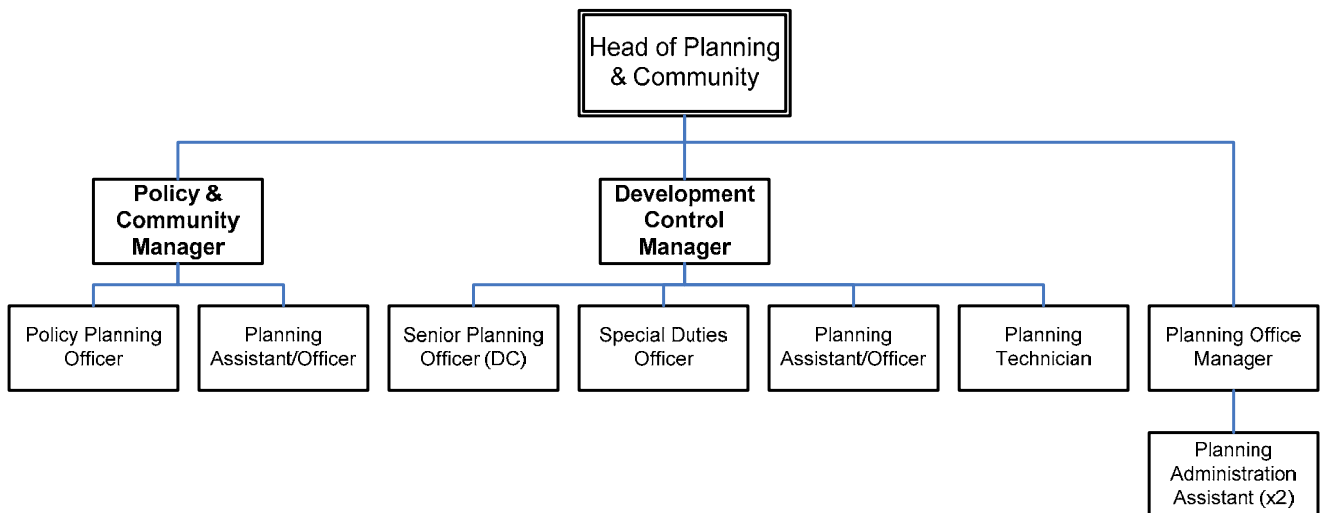 Head of Planning
& Community
Policy &
Community
Manager
Development
Control
Manager
Policy Planning
Officer
Planning
Assistant/Officer
Senior Planning
Officer (DC)
Special Duties
Officer
Planning
Assistant/Officer
Planning
Technician
Planning Office
Manager
Planning
Administration
Assistant (x2)